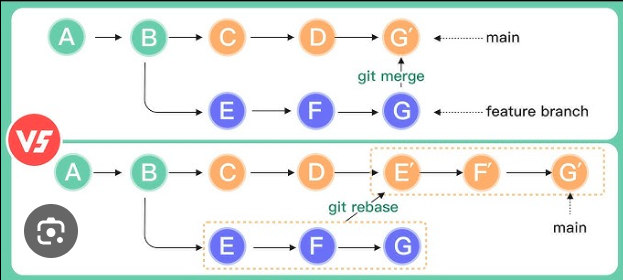 A B C D G′ main
git merge
E F G feature branch
VS
A B C D E′ F′ G′
git rebase
main
E F G